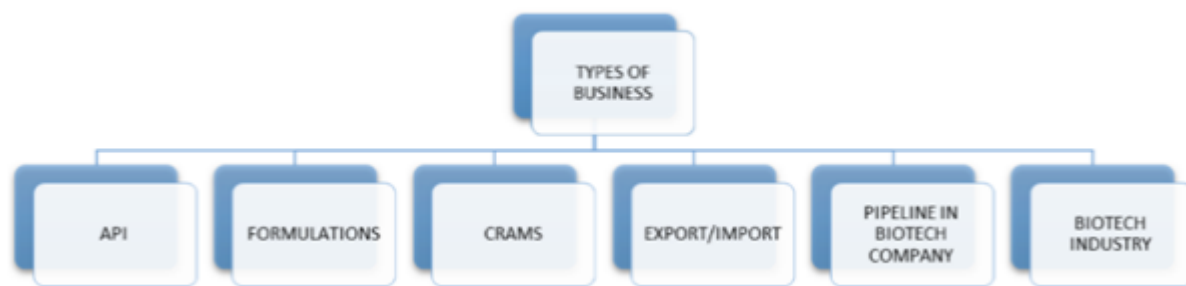 TYPES OF
BUSINESS
API
FORMULATIONS
CRAMS
EXPORT/IMPORT
PIPELINE IN
BIOTECH
COMPANY
BIOTECH
INDUSTRY